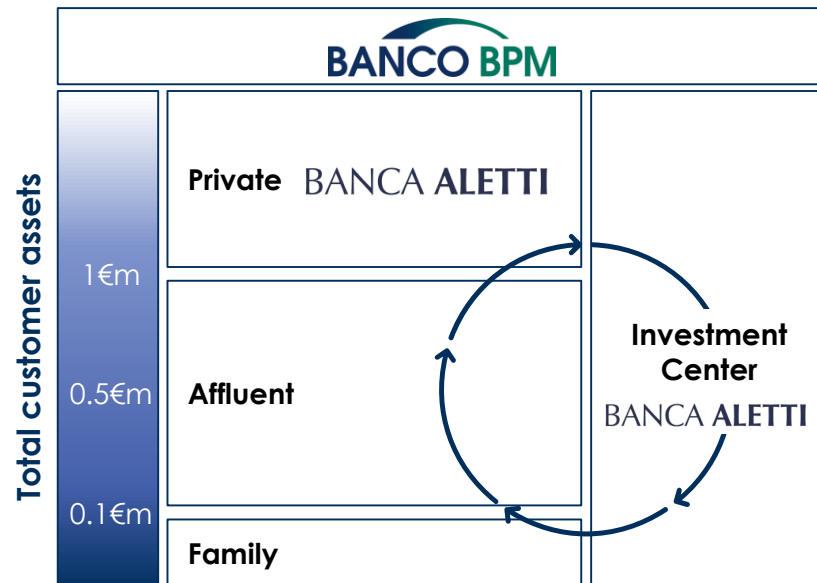 BANCO BPM
Total customer assets
1€m
0.5€m
0.1€m
Private BANCA ALETTI
Affluent
Family
Investment
Center
BANCA ALETTI